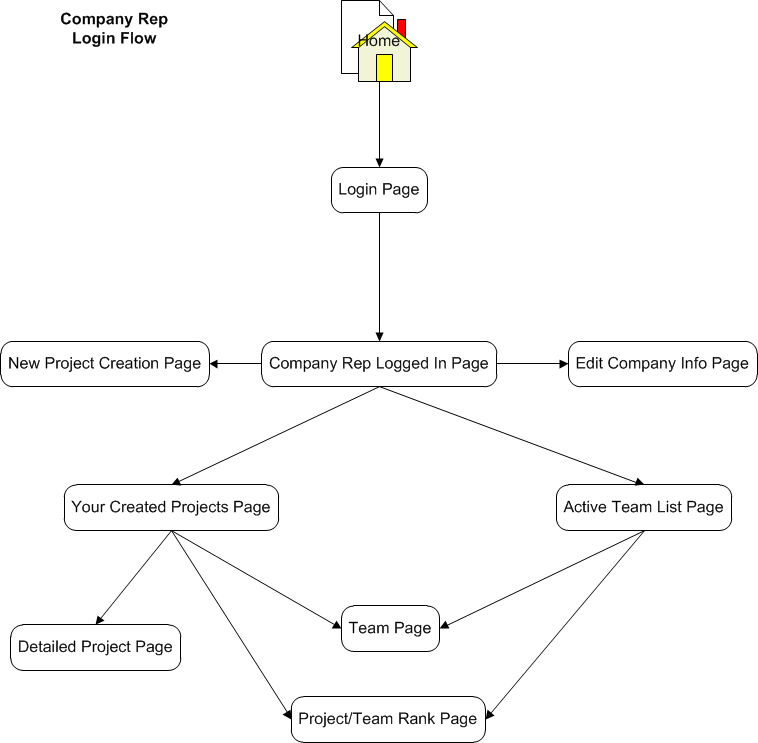 Company Rep
Login Flow
Home
Login Page
New Project Creation Page
Company Rep Logged In Page
Edit Company Info Page
Your Created Projects Page
Active Team List Page
Team Page
Detailed Project Page
Project/Team Rank Page